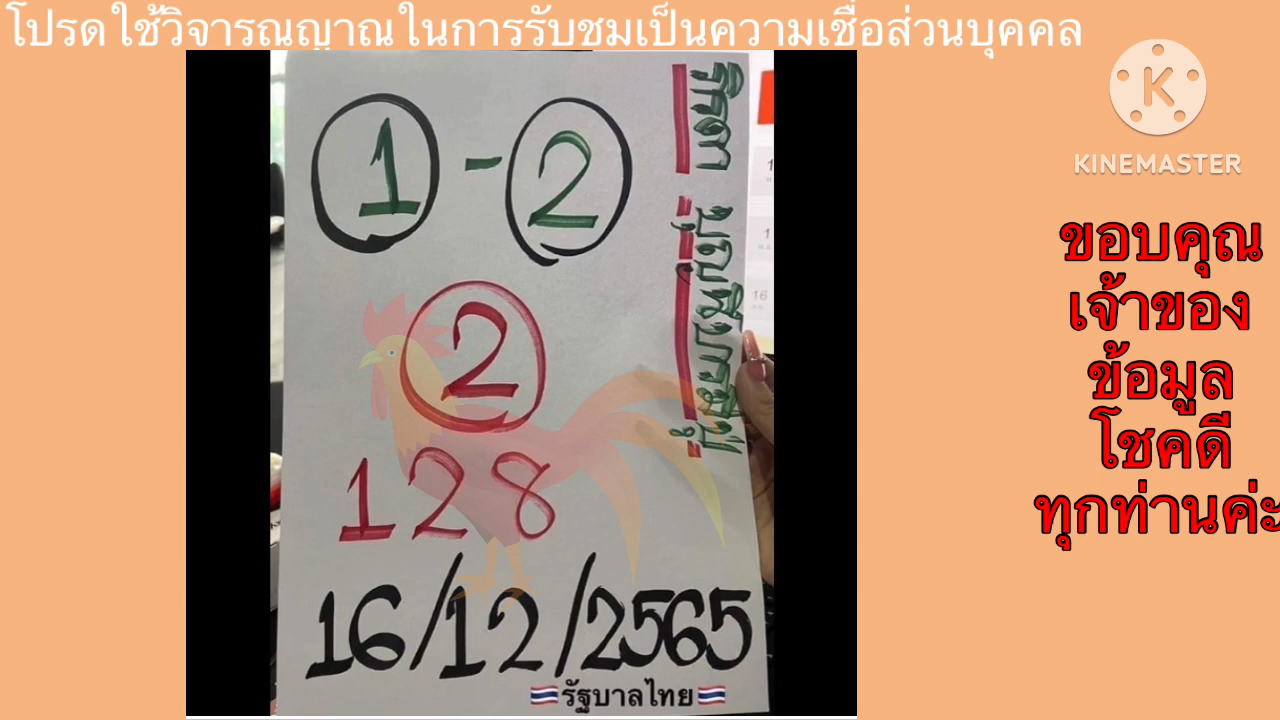 โปรดใช้วิจารณญาณในการรับชมเป็นความเชื่อส่วนบุคคล
K
KINEMASTER
1 - 2
2
128
16/12/2565
🇹🇭รัฐบาลไทย🇹🇭
ขอบคุณ
เจ้าของ
ข้อมูล
โชคดี
ทุกท่านค่ะ